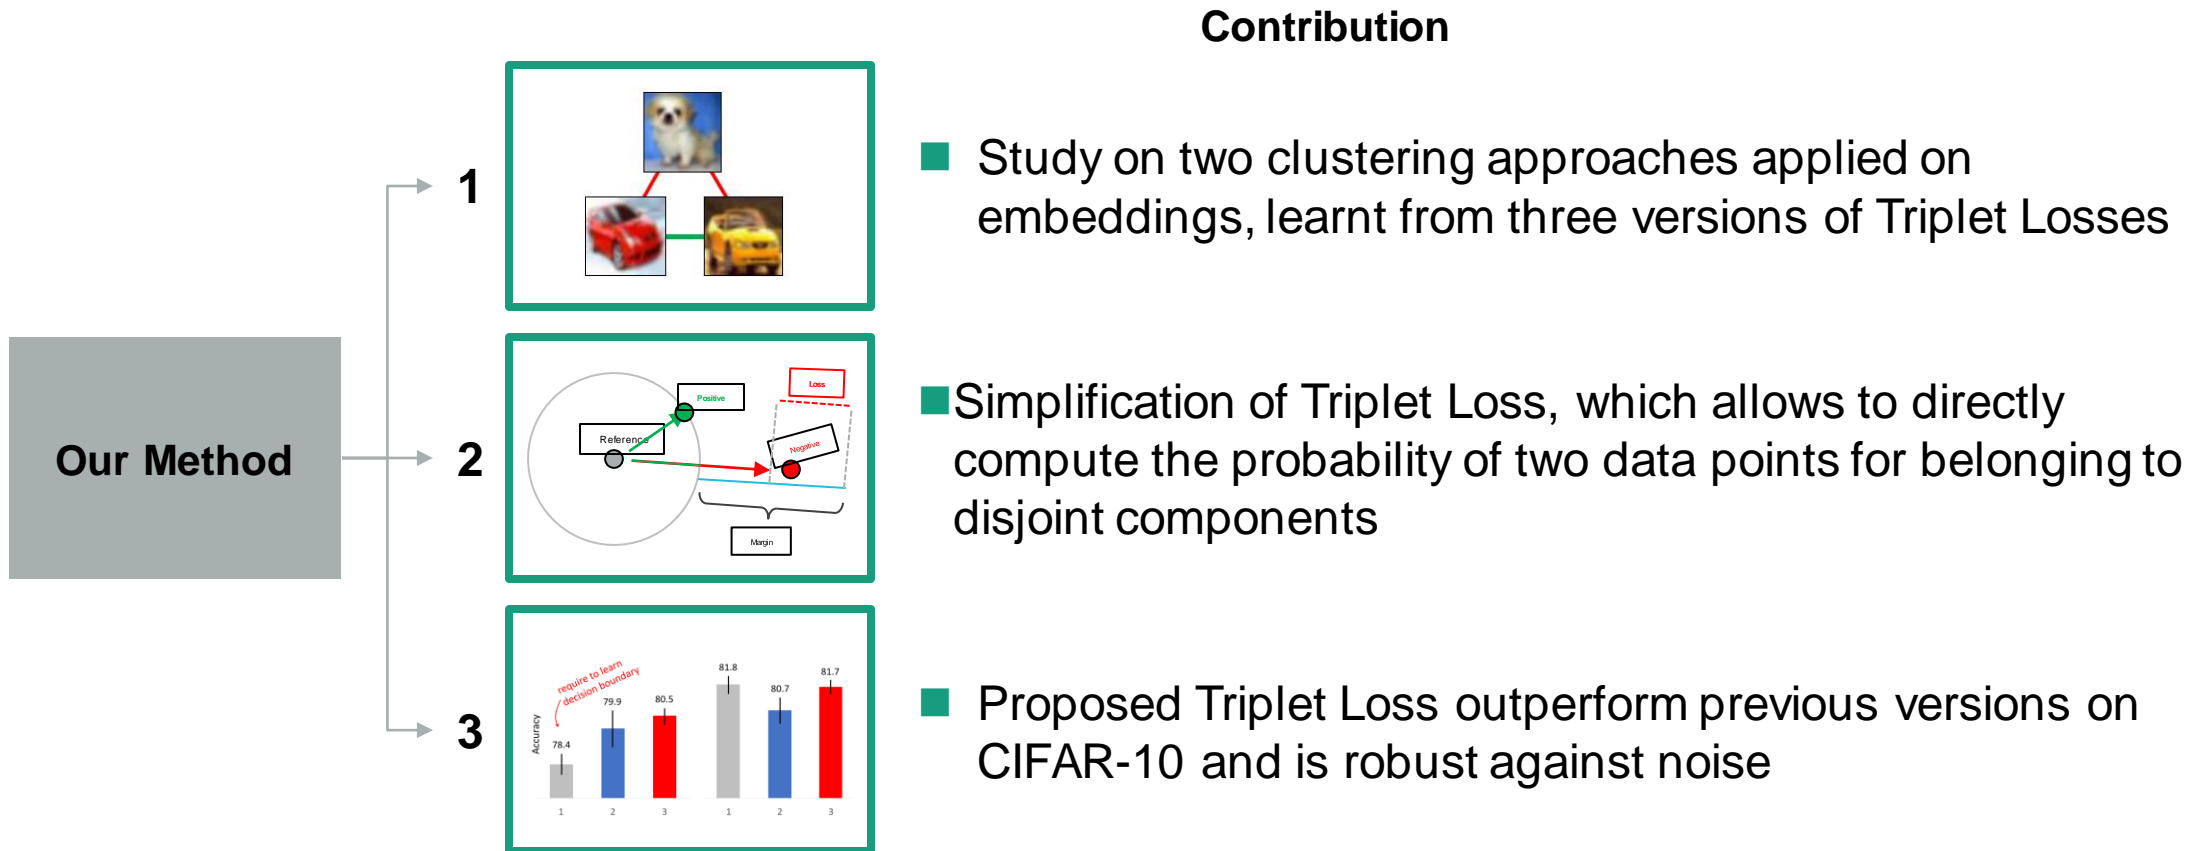 Contribution
Our Method
1
Study on two clustering approaches applied on
embeddings, learnt from three versions of Triplet Losses
2
Reference
Positive
Loss
Negative
Margin
Simplification of Triplet Loss, which allows to directly
compute the probability of two data points for belonging to
disjoint components
3
Accuracy
require to learn
decision boundary
78.4
79.9
80.5
81.8
80.7
81.7
1
2
3
1
2
3
Proposed Triplet Loss outperform previous versions on
CIFAR-10 and is robust against noise